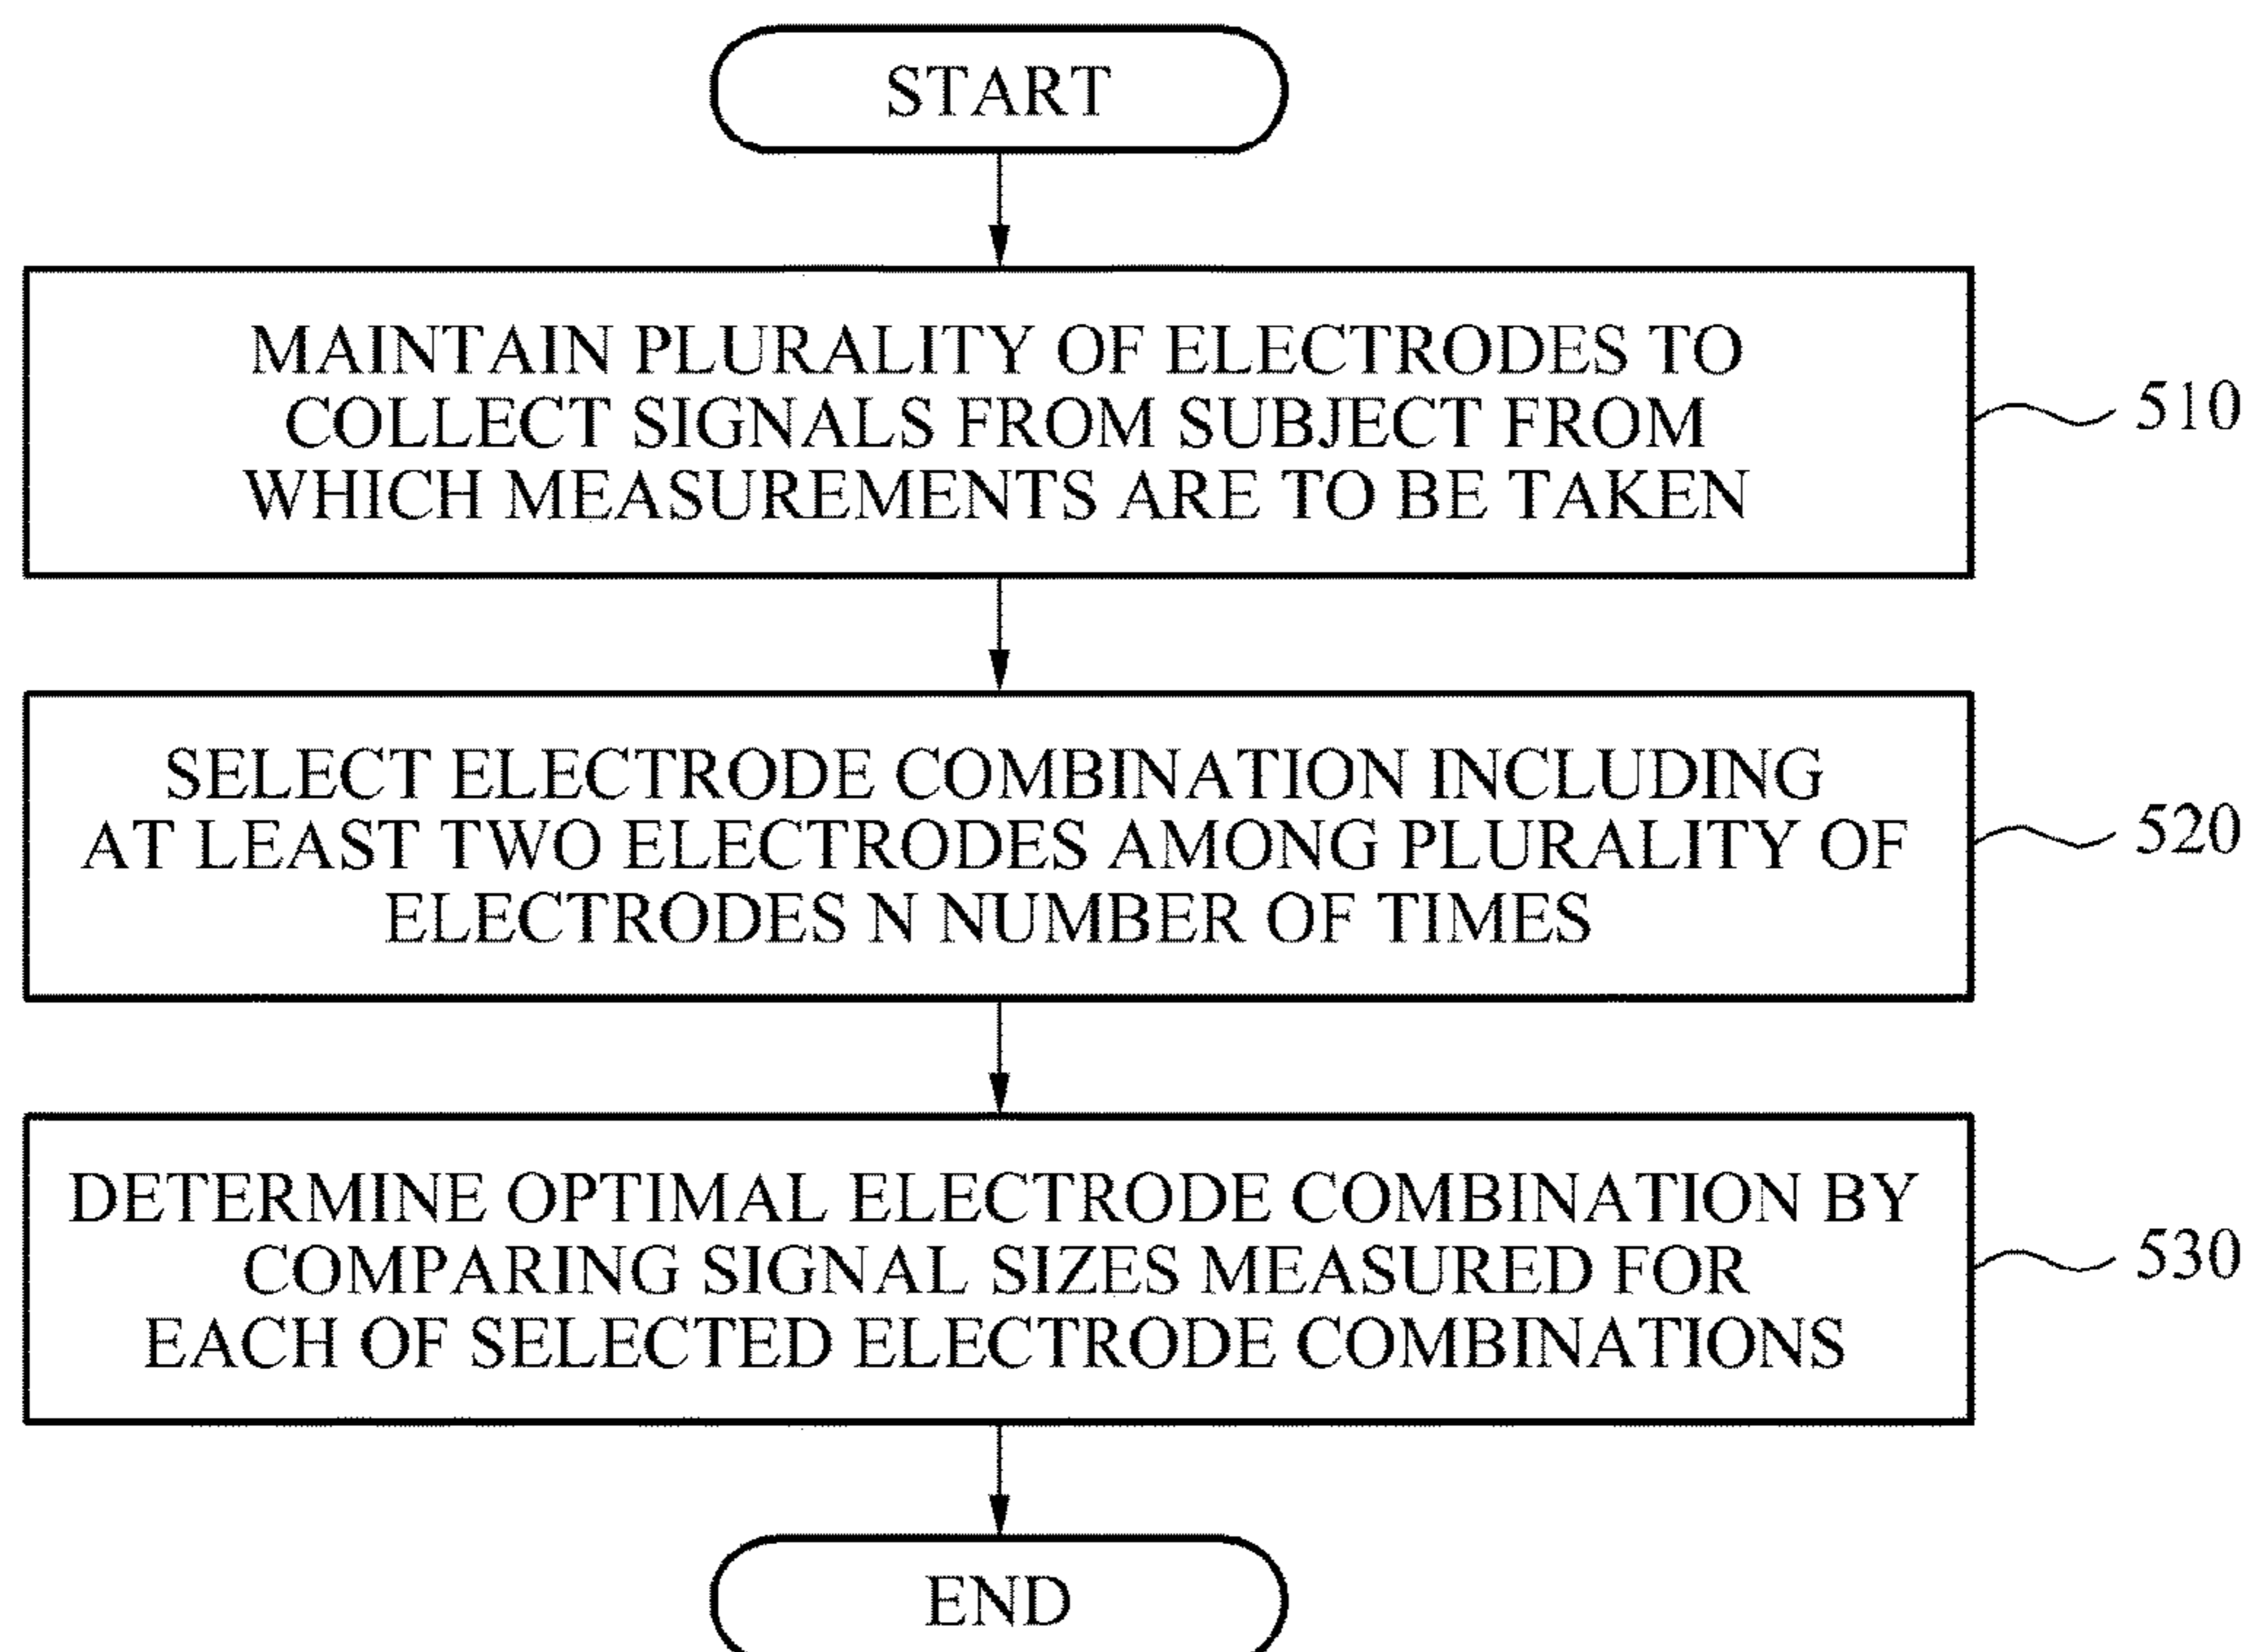 START
MAINTAIN PLURALITY OF ELECTRODES TO
COLLECT SIGNALS FROM SUBJECT FROM
WHICH MEASUREMENTS ARE TO BE TAKEN
510
SELECT ELECTRODE COMBINATION INCLUDING
AT LEAST TWO ELECTRODES AMONG PLURALITY OF
ELECTRODES N NUMBER OF TIMES
520
DETERMINE OPTIMAL ELECTRODE COMBINATION BY
COMPARING SIGNAL SIZES MEASURED FOR
EACH OF SELECTED ELECTRODE COMBINATIONS
530
END